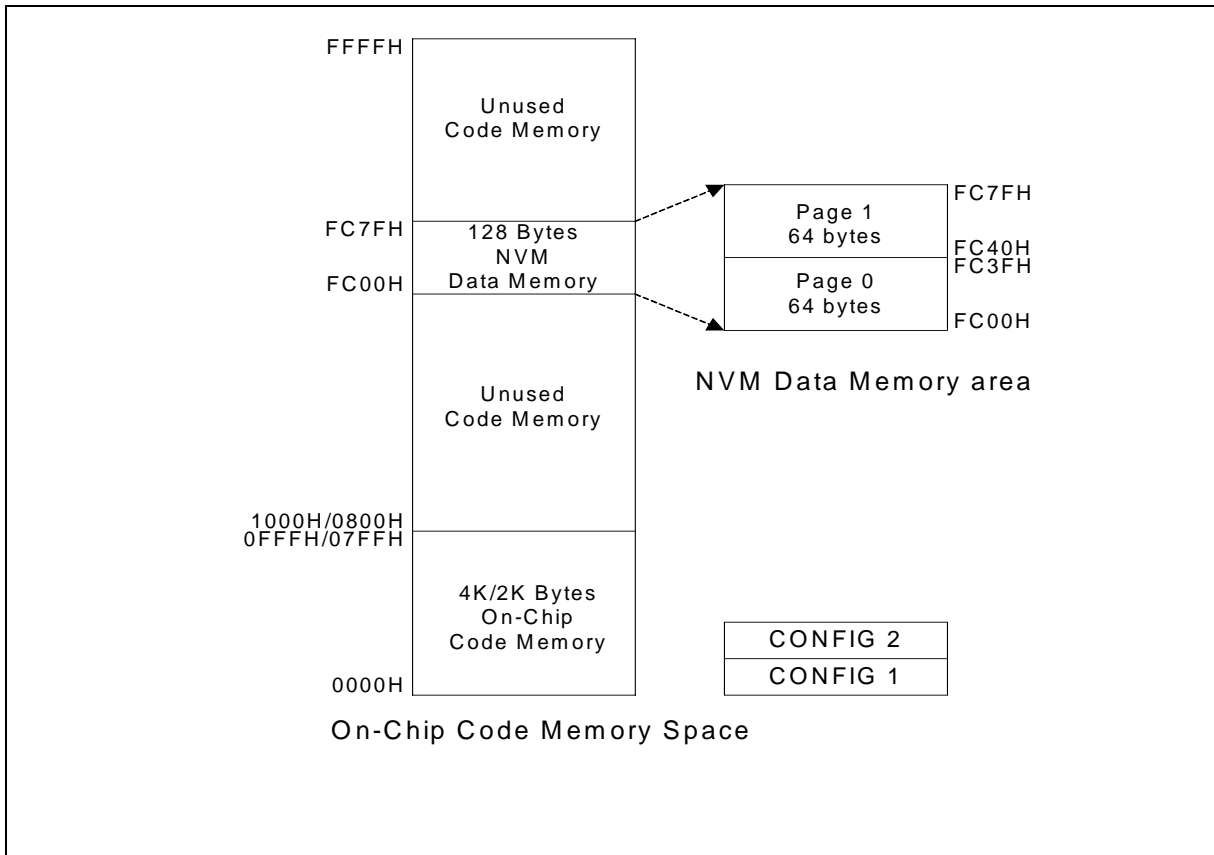 FFFFH
Unused
Code Memory
FC7FH
128 Bytes
NVM
Data Memory
FC00H
Unused
Code Memory
1000H/0800H
0FFFH/07FFH
4K/2K Bytes
On-Chip
Code Memory
0000H
On-Chip Code Memory Space
FC7FH
Page 1
64 bytes
FC40H
FC3FH
Page 0
64 bytes
FC00H
NVM Data Memory area
CONFIG 2
CONFIG 1